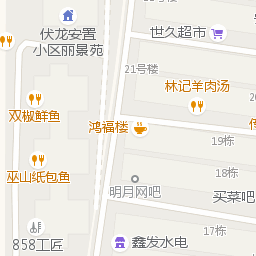 伏龙安置
小区丽景苑
世久超市
21号楼
林记羊肉汤
双椒鲜鱼
鸿福楼
19栋
巫山纸包鱼
18栋
明月网吧
买菜吧
858工匠
鑫发水电
17栋